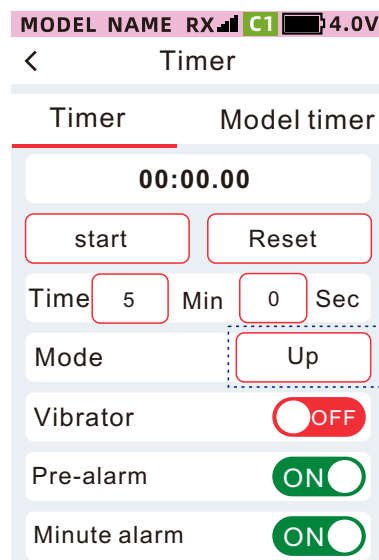 MODEL NAME RX C1 4.0V
< Timer
Timer Model timer
00:00.00
start Reset
Time 5 Min 0 Sec
Mode Up
Vibrator OFF
Pre-alarm ON
Minute alarm ON